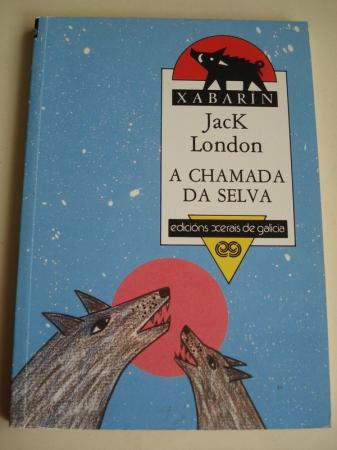 XABARÍN
JacK
London
A CHAMADA
DA SELVA
edicións xerais de galicia